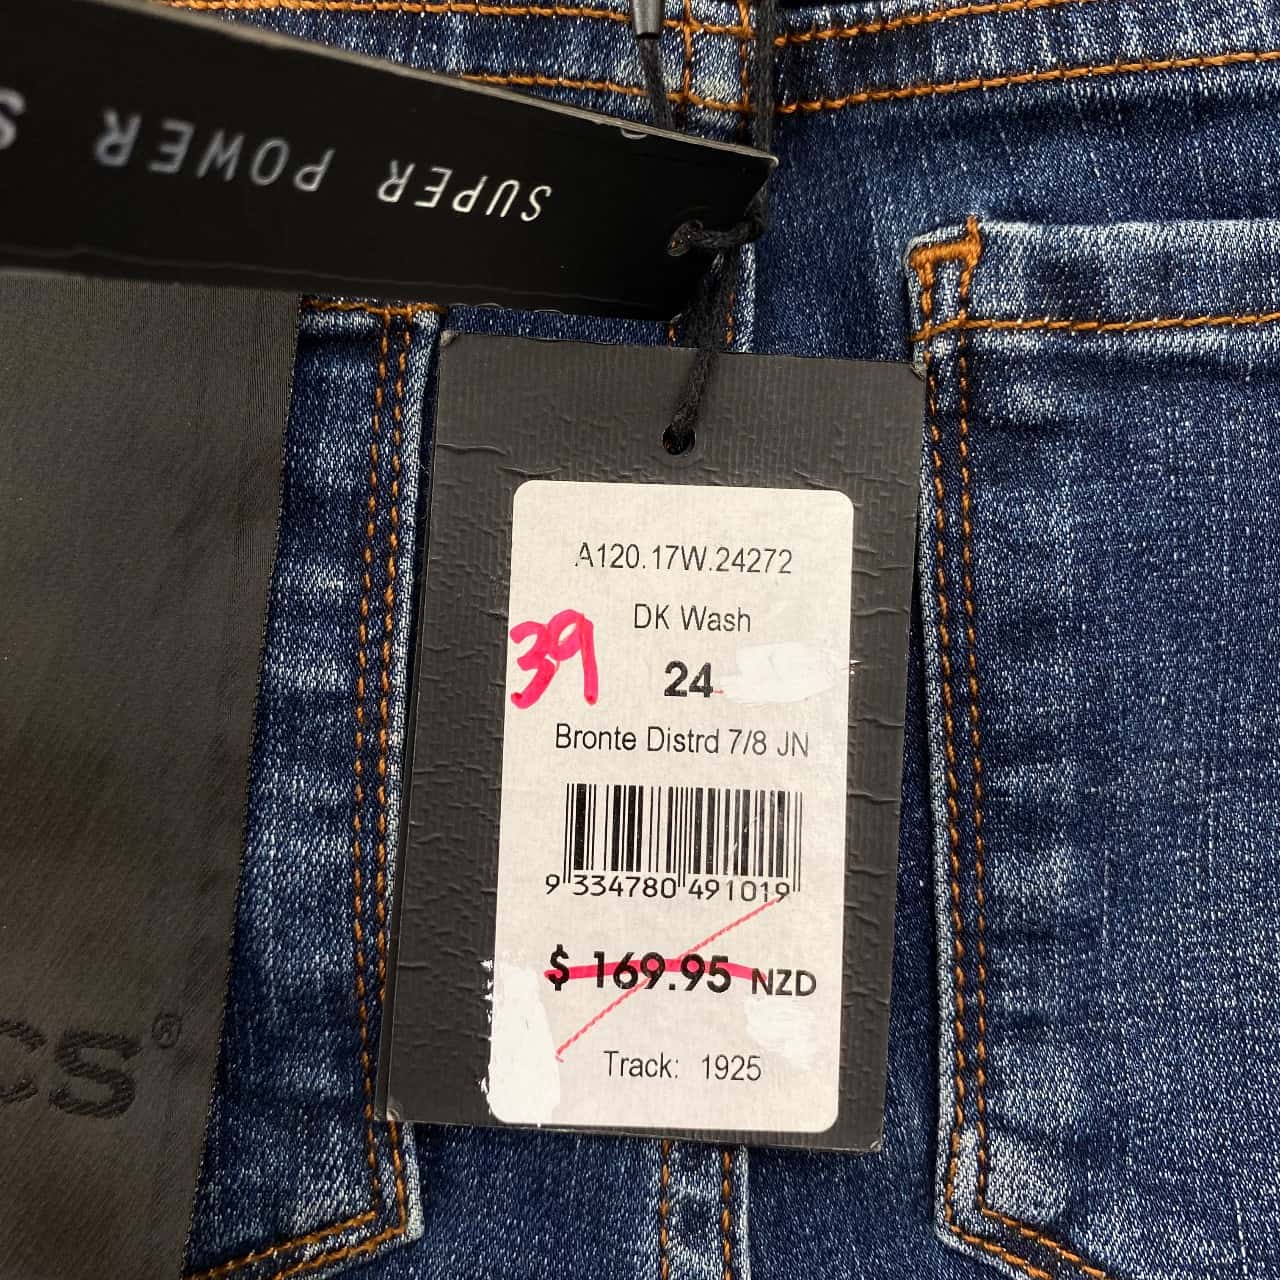 SUPER POWER S
A120.17W.24272
DK Wash
39
24
Bronte Distrd 7/8 JN
9 334780 491019
$ 169.95 NZD
Track: 1925
CS®